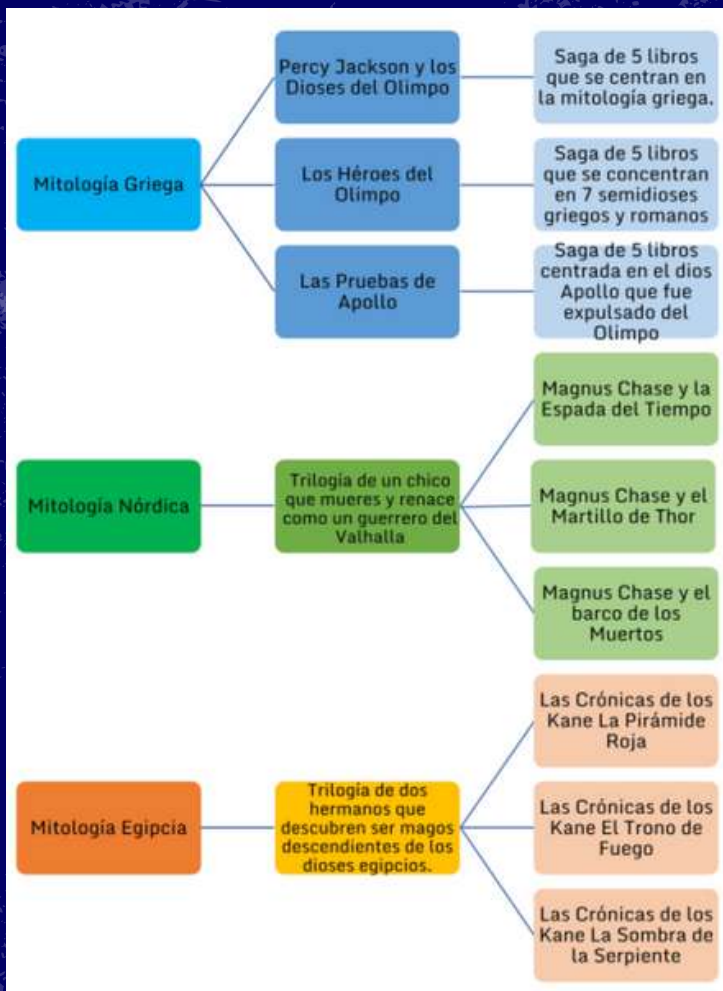 Percy Jackson y los
Dioses del Olimpo
Saga de 5 libros
que se centran en
la mitología griega.
Mitología Griega
Los Héroes del
Olimpo
Saga de 5 libros
que se concentran
en 7 semidioses
griegos y romanos
Las Pruebas de
Apollo
Saga de 5 libros
centrada en el dios
Apollo que fue
expulsado del
Olimpo
Mitología Nórdica
Trilogía de un chico
que mueres y renace
como un guerrero del
Valhalla
Magnus Chase y la
Espada del Tiempo
Magnus Chase y el
Martillo de Thor
Magnus Chase y el
barco de los
Muertos
Mitología Egipcia
Trilogía de dos
hermanos que
descubren ser magos
descendientes de los
dioses egipcios.
Las Crónicas de los
Kane La Pirámide
Roja
Las Crónicas de los
Kane El Trono de
Fuego
Las Crónicas de los
Kane La Sombra de
la Serpiente